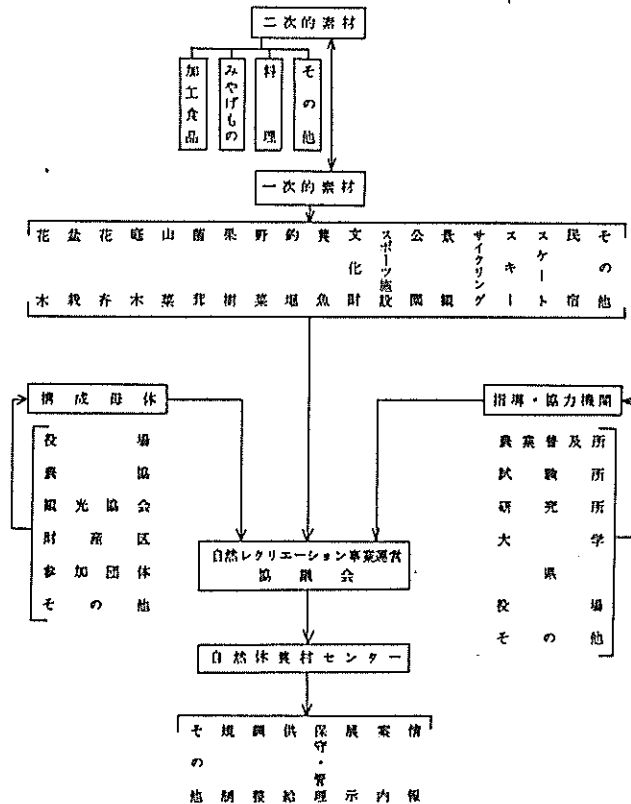 二次的素材
加工食品
みやげもの
料理
その他
一次的素材
花木
盆栽
花卉
庭木
山菜
菌茸
果樹
野菜
釣堀
養魚
文化財
スポーツ施設
公園
景観
サイクリング
スキー
スケート
民宿
その他
構成母体
役場
農協
観光協会
財産区
参加団体
その他
指導・協力機関
農業普及所
試験所
研究所
大学
県
役場
その他
自然レクリエーション事業運営
協議会
自然休養村センター
情報
案内
展示
保守・管理
供給
調整
規制
その他